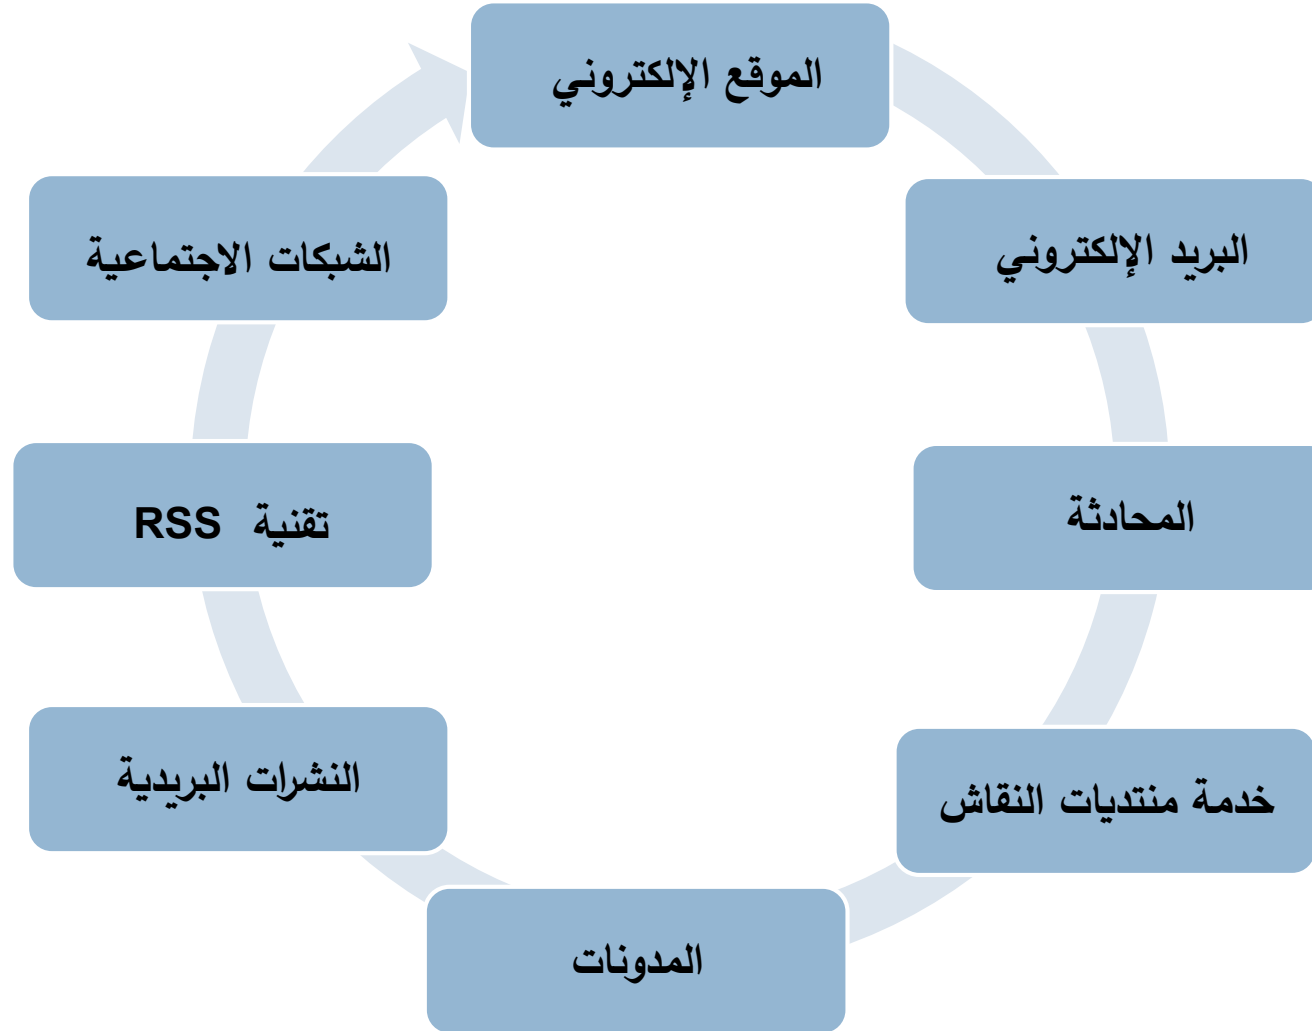 الموقع الإلكتروني
البريد الإلكتروني
المحادثة
خدمة منتديات النقاش
المدونات
النشرات البريدية
تقنية RSS
الشبكات الاجتماعية